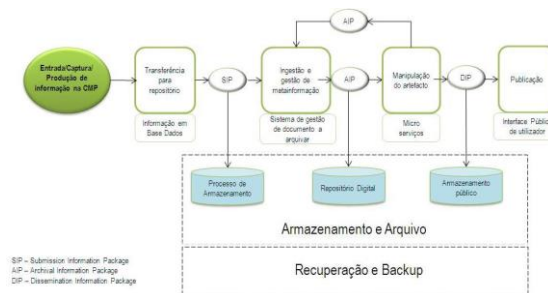 AIP
Entrada/Captura/
Produção de
informação na CMP
Transferência
para
repositório
SIP
Ingestão e gestão
de
metainformação
AIP
Manipulação
do artefacto
DIP
Publicação
Informação em
Base Dados
Sistema de gestão
de documento a
arquivar
Micro
serviços
Interface Público
de utilizador
Processo de
Armazenamento
Repositório Digital
Armazenamento
público
Armazenamento e Arquivo
SIP – Submission Information Package
AIP – Archival Information Package
DIP – Dissemination Information Package
Recuperação e Backup